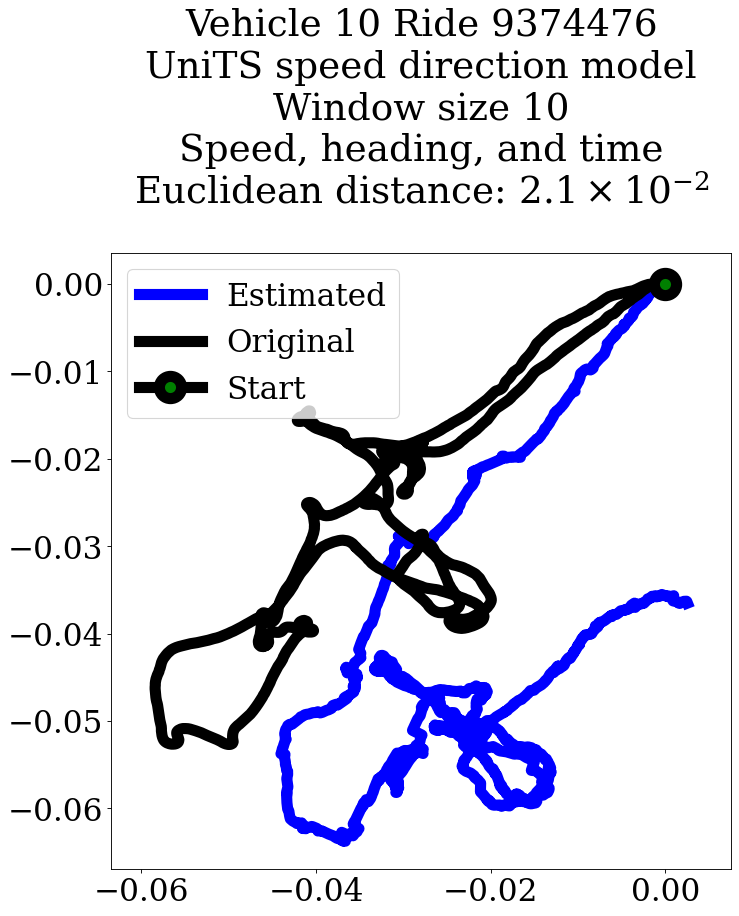 Vehicle 10 Ride 9374476
UniTS speed direction model
Window size 10
Speed, heading, and time
Euclidean distance: 2.1 × 10⁻²
Estimated
Original
Start
0.00
−0.01
−0.02
−0.03
−0.04
−0.05
−0.06
−0.06 −0.04 −0.02 0.00